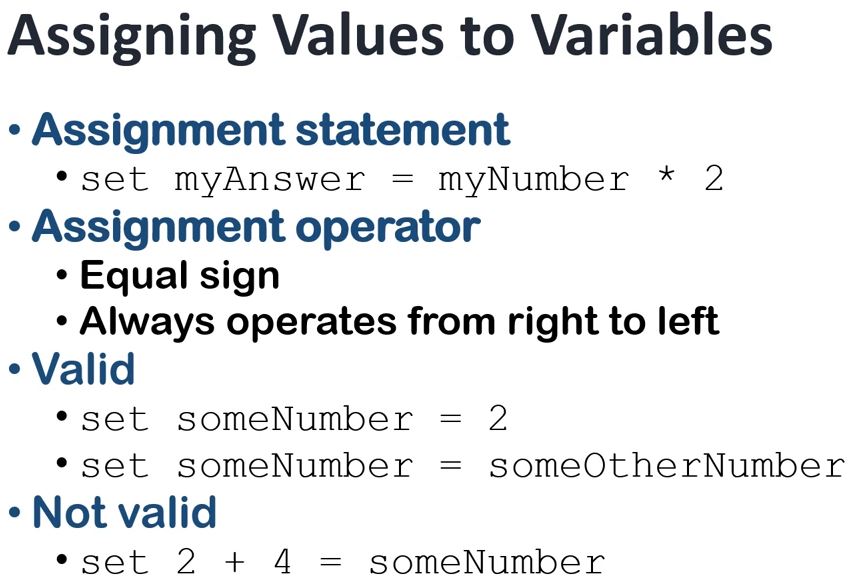 Assigning Values to Variables
• Assignment statement
• set myAnswer = myNumber * 2
• Assignment operator
• Equal sign
• Always operates from right to left
• Valid
• set someNumber = 2
• set someNumber = someOtherNumber
• Not valid
• set 2 + 4 = someNumber